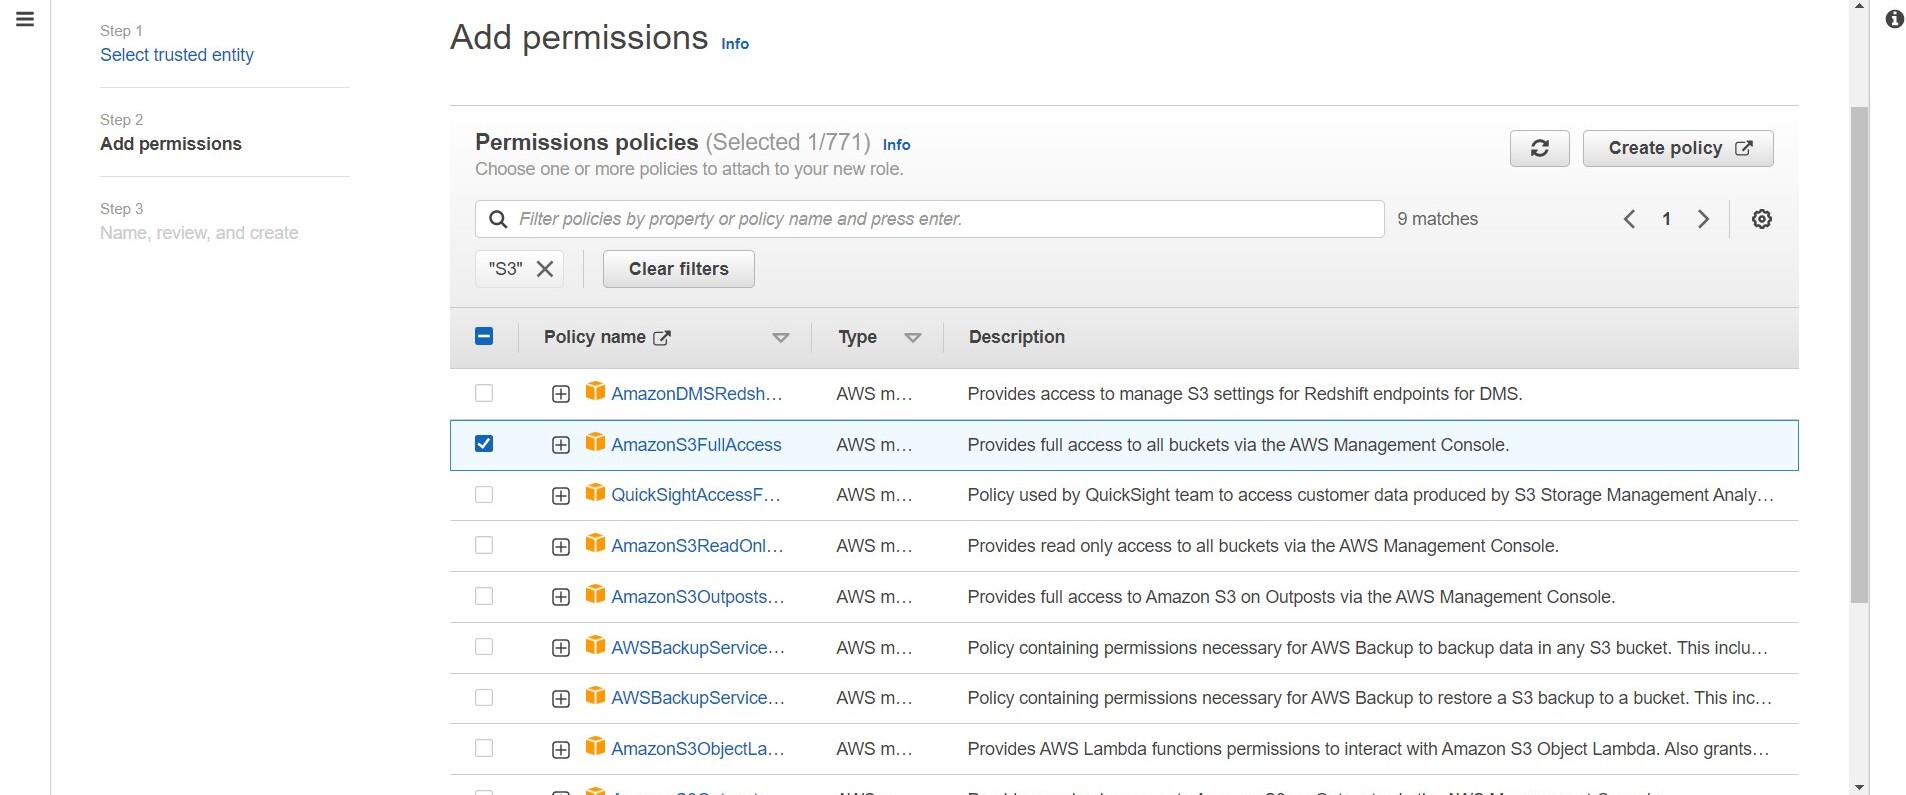 Step 1
Select trusted entity
Step 2
Add permissions
Step 3
Name, review, and create
Add permissions Info
Permissions policies (Selected 1/771) Info
Choose one or more policies to attach to your new role.
Create policy
Filter policies by property or policy name and press enter.
9 matches
1
"S3"
Clear filters
Policy name Type Description
AmazonDMSRedsh... AWS m... Provides access to manage S3 settings for Redshift endpoints for DMS.
AmazonS3FullAccess AWS m... Provides full access to all buckets via the AWS Management Console.
QuickSightAccessF... AWS m... Policy used by QuickSight team to access customer data produced by S3 Storage Management Analy...
AmazonS3ReadOnl... AWS m... Provides read only access to all buckets via the AWS Management Console.
AmazonS3Outposts... AWS m... Provides full access to Amazon S3 on Outposts via the AWS Management Console.
AWSBackupService... AWS m... Policy containing permissions necessary for AWS Backup to backup data in any S3 bucket. This inclu...
AWSBackupService... AWS m... Policy containing permissions necessary for AWS Backup to restore a S3 backup to a bucket. This inc...
AmazonS3ObjectLa... AWS m... Provides AWS Lambda functions permissions to interact with Amazon S3 Object Lambda. Also grants...